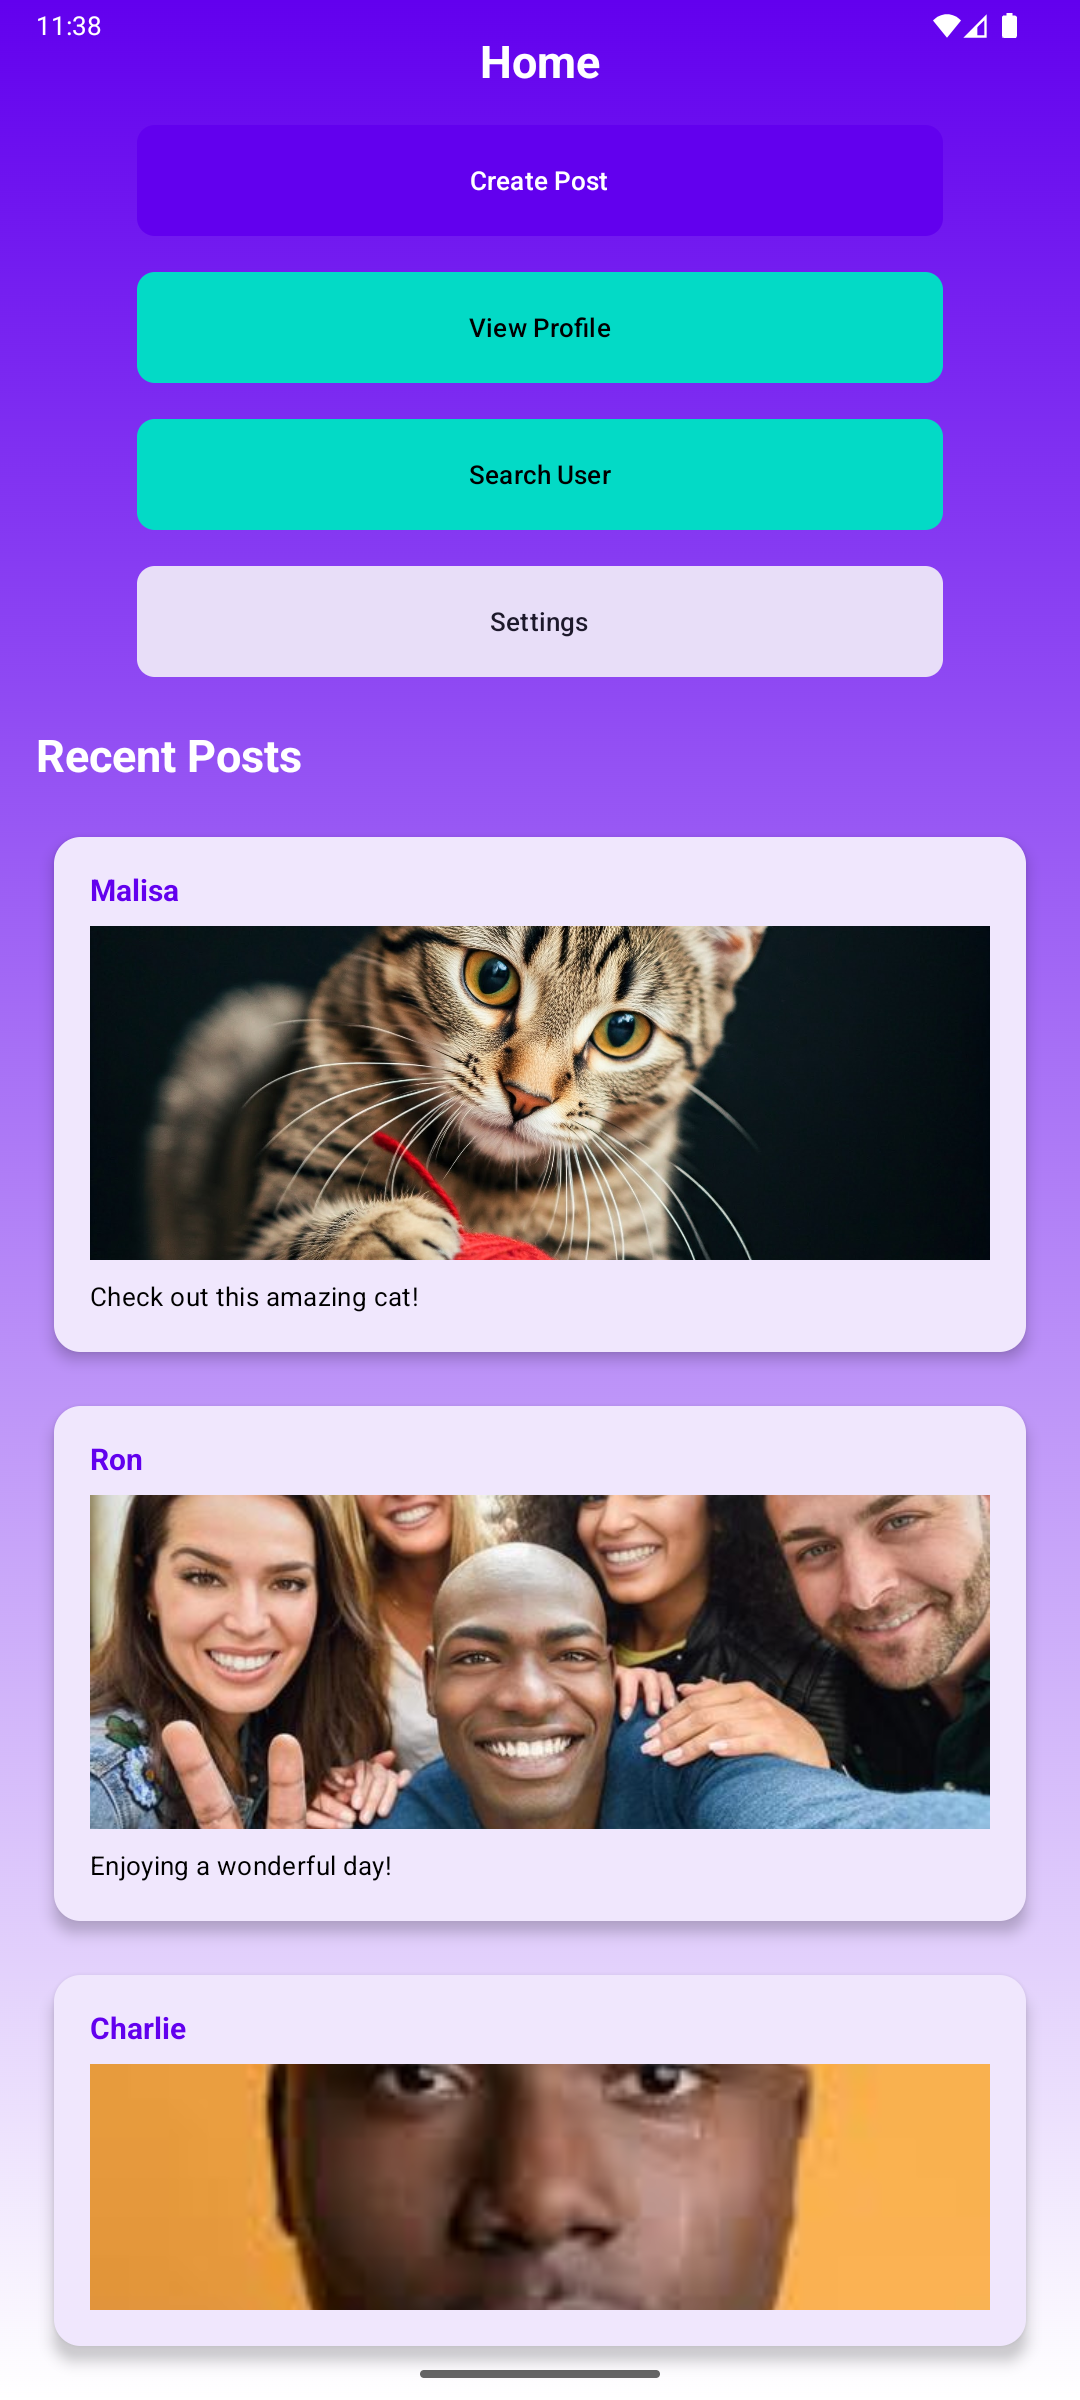 11:38
Home
Create Post
View Profile
Search User
Settings
Recent Posts
Malisa
Check out this amazing cat!
Ron
Enjoying a wonderful day!
Charlie